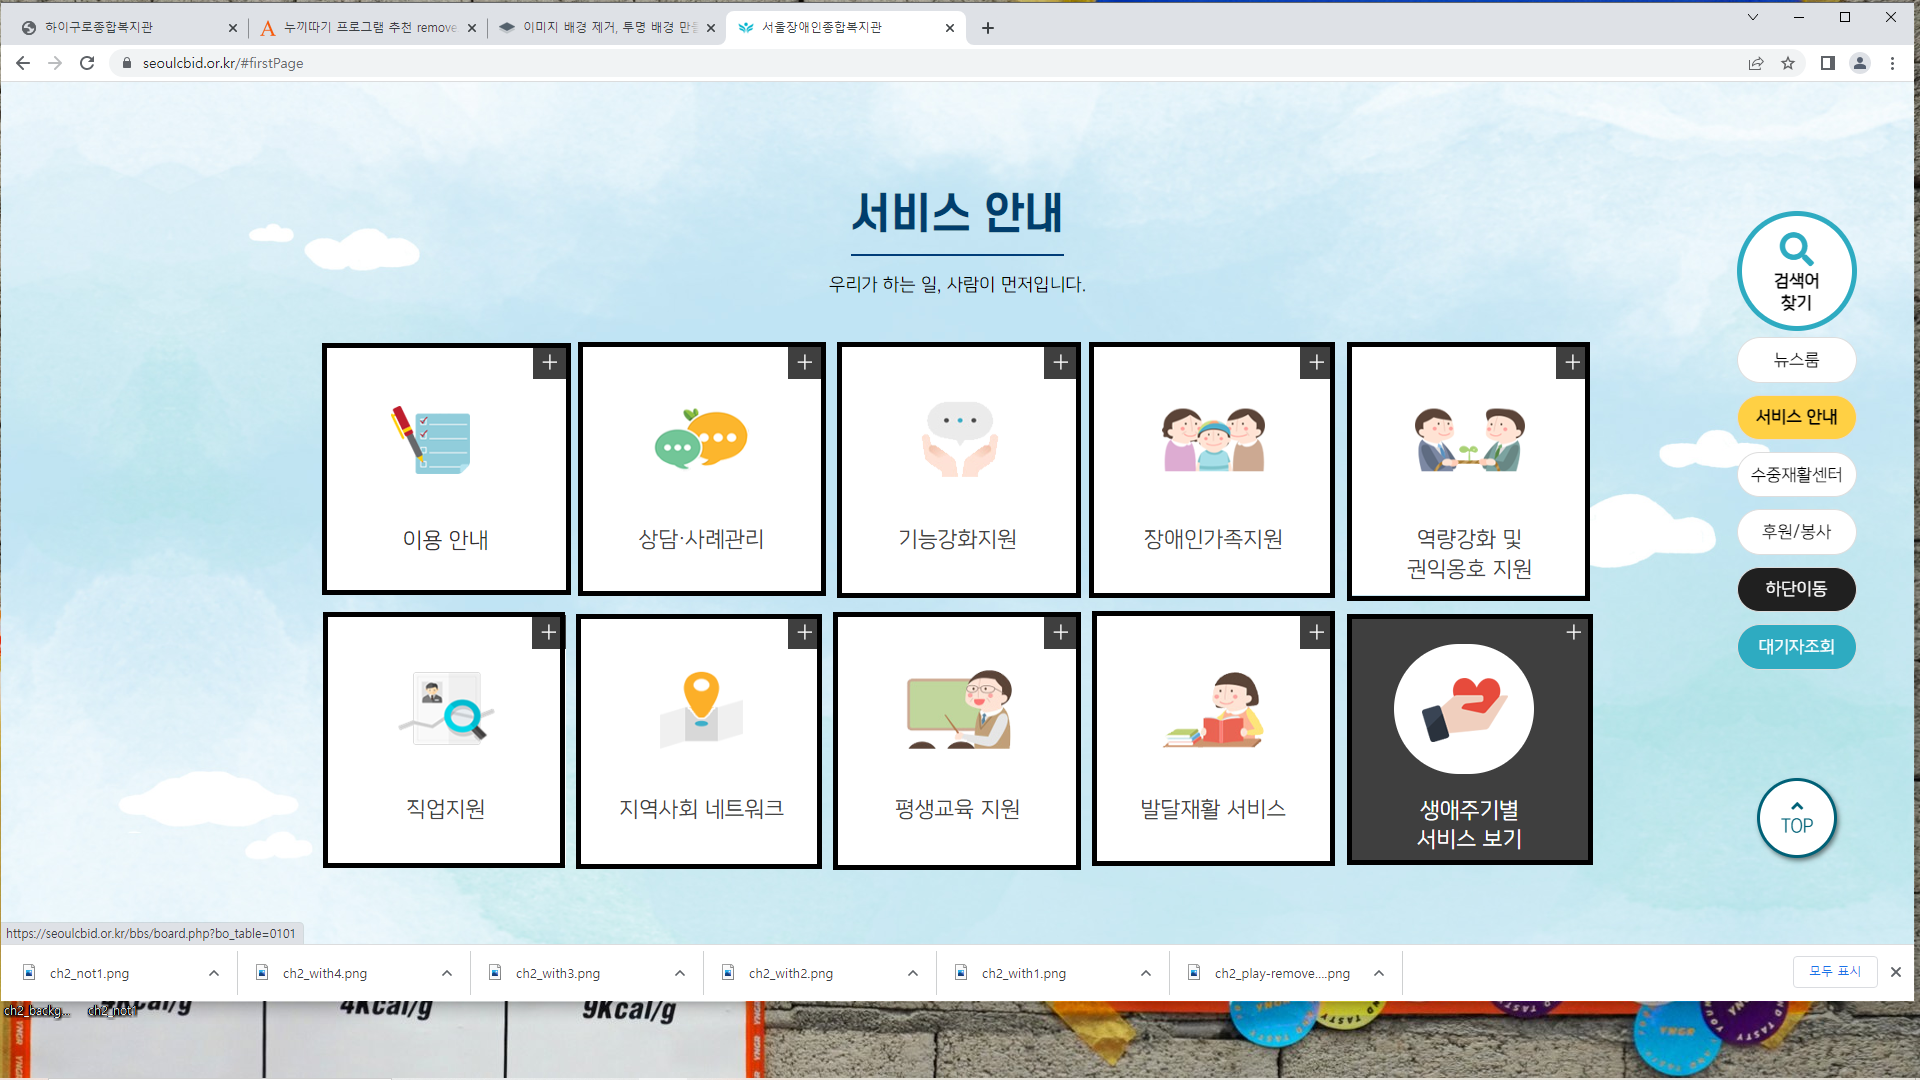 하이구로종합복지관
누끼따기 프로그램 추천 remove.
이미지 배경 제거, 투명 배경 만들
서울장애인종합복지관
seoulcbid.or.kr/#firstPage
서비스 안내
우리가 하는 일, 사람이 먼저입니다.
이용 안내
상담·사례관리
기능강화지원
장애인가족지원
역량강화 및
권익옹호 지원
직업지원
지역사회 네트워크
평생교육 지원
발달재활 서비스
생애주기별
서비스 보기
검색어
찾기
뉴스룸
서비스 안내
수중재활센터
후원/봉사
하단이동
대기자조회
TOP
https://seoulcbid.or.kr/bbs/board.php?bo_table=0101
ch2_not1.png
ch2_with4.png
ch2_with3.png
ch2_with2.png
ch2_with1.png
ch2_play-remove....png
모두 표시
ch2_backg...
ch2_not1
4Kcal/g
9Kcal/g
YNGR
YNGR
YNGR
YNGR